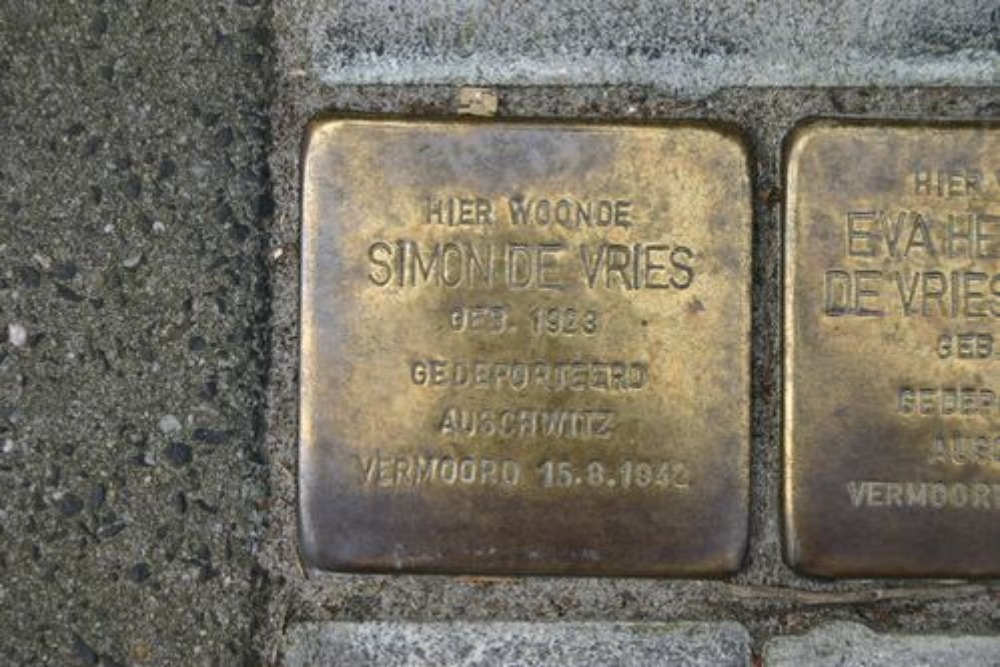 HIER WOONDE
SIMON DE VRIES
GEB. 1923
GEDEPORTEERD
AUSCHWITZ
VERMOORD 15.8.1942
HIER
EVA HE
DE VRIES
GEB.
GEDEP
AUSC
VERMOOR